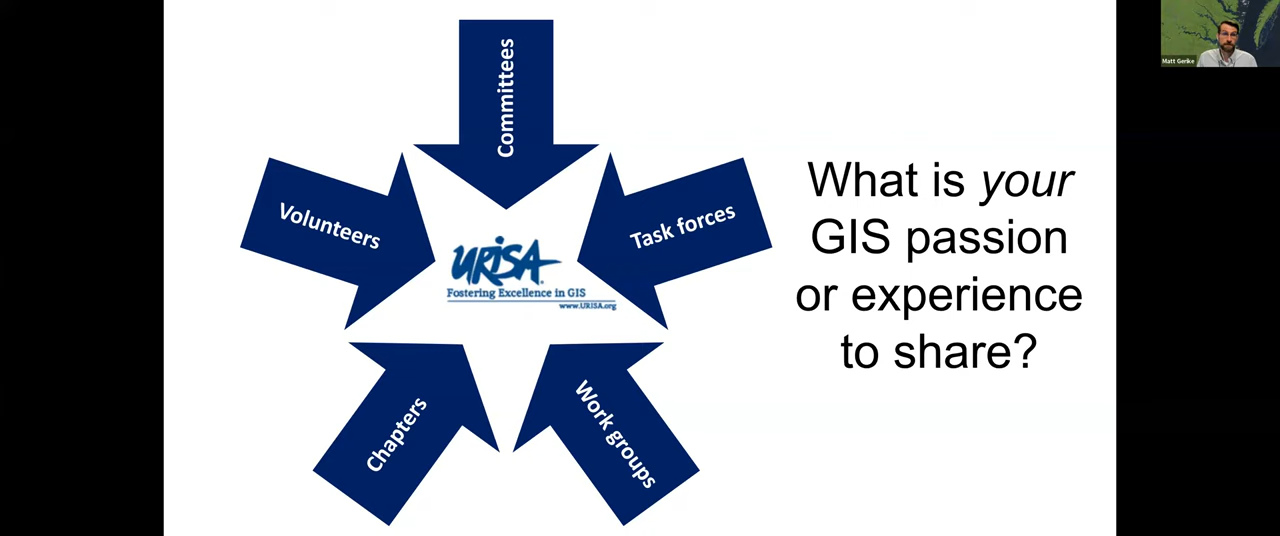 Committees
Volunteers
Task forces
URISA
Fostering Excellence in GIS
www.URISA.org
Chapters
Work groups
What is your
GIS passion
or experience
to share?
Matt Gerike